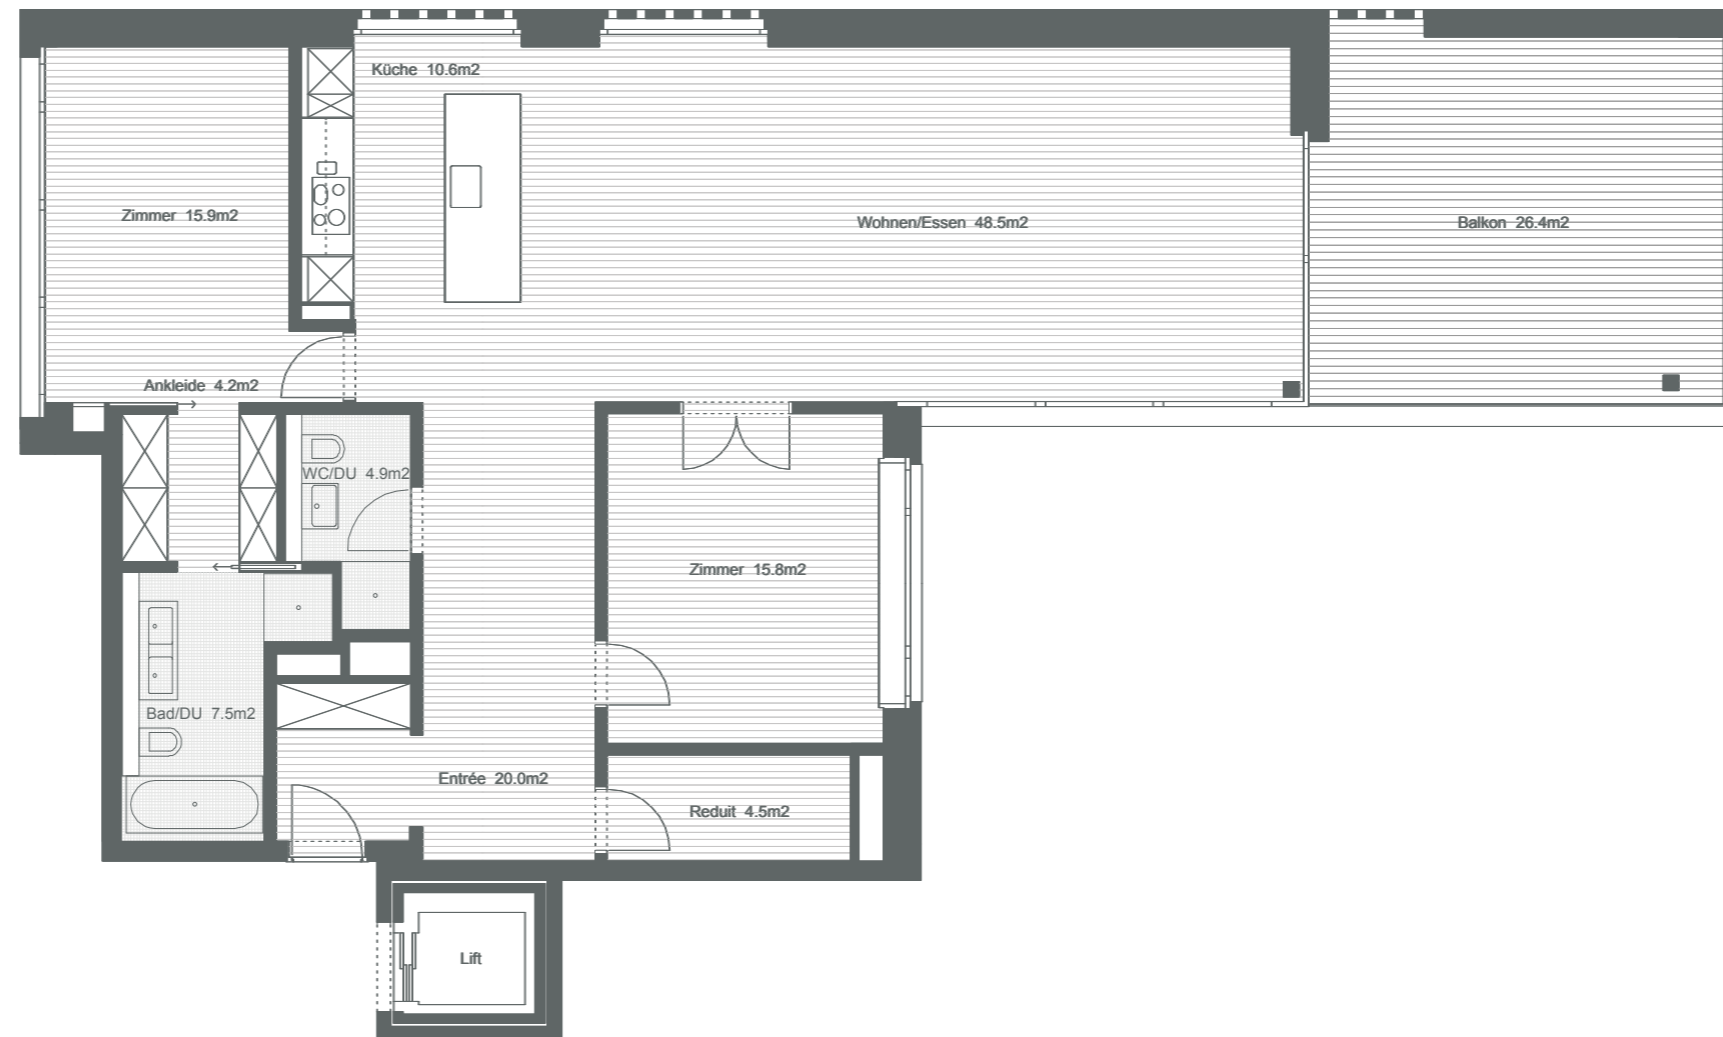 Küche 10.6m2
Zimmer 15.9m2
Wohnen/Essen 48.5m2
Balkon 26.4m2
Ankleide 4.2m2
WC/DU 4.9m2
Zimmer 15.8m2
Bad/DU 7.5m2
Entrée 20.0m2
Reduit 4.5m2
Lift